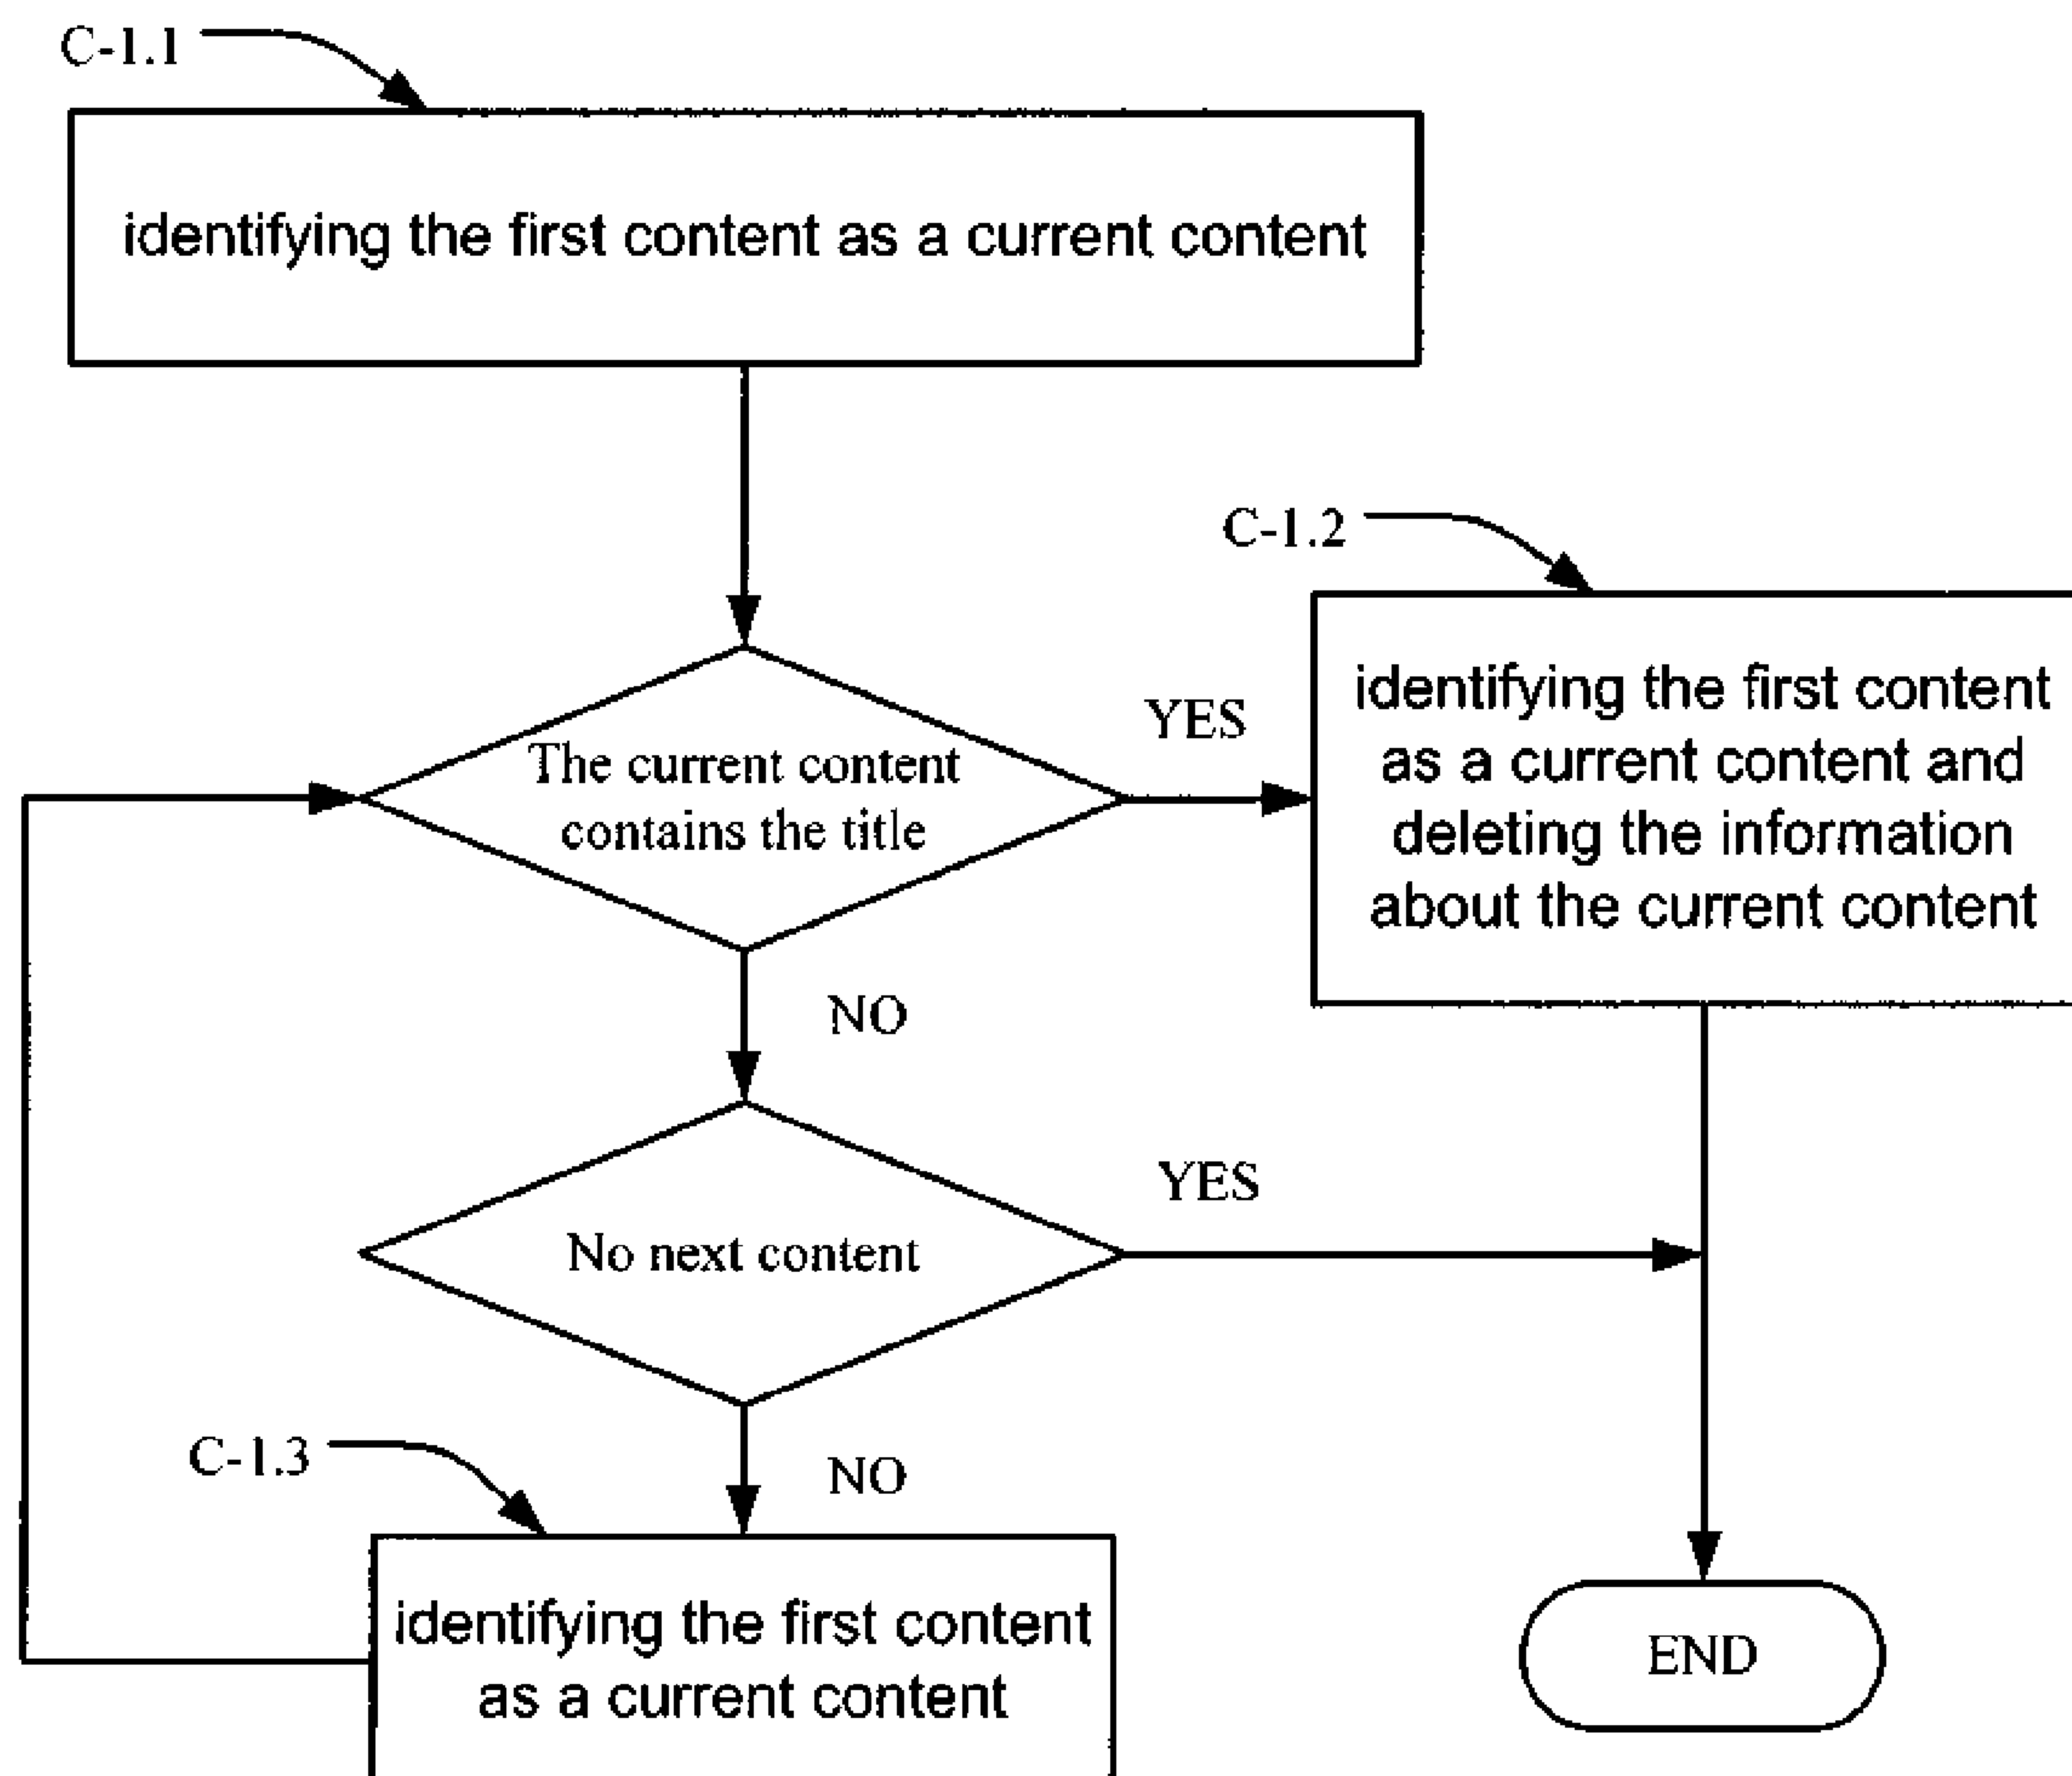 C-1.1
identifying the first content as a current content
C-1.2
YES
identifying the first content
as a current content and
deleting the information
about the current content
The current content
contains the title
NO
YES
No next content
C-1.3
NO
identifying the first content
as a current content
END